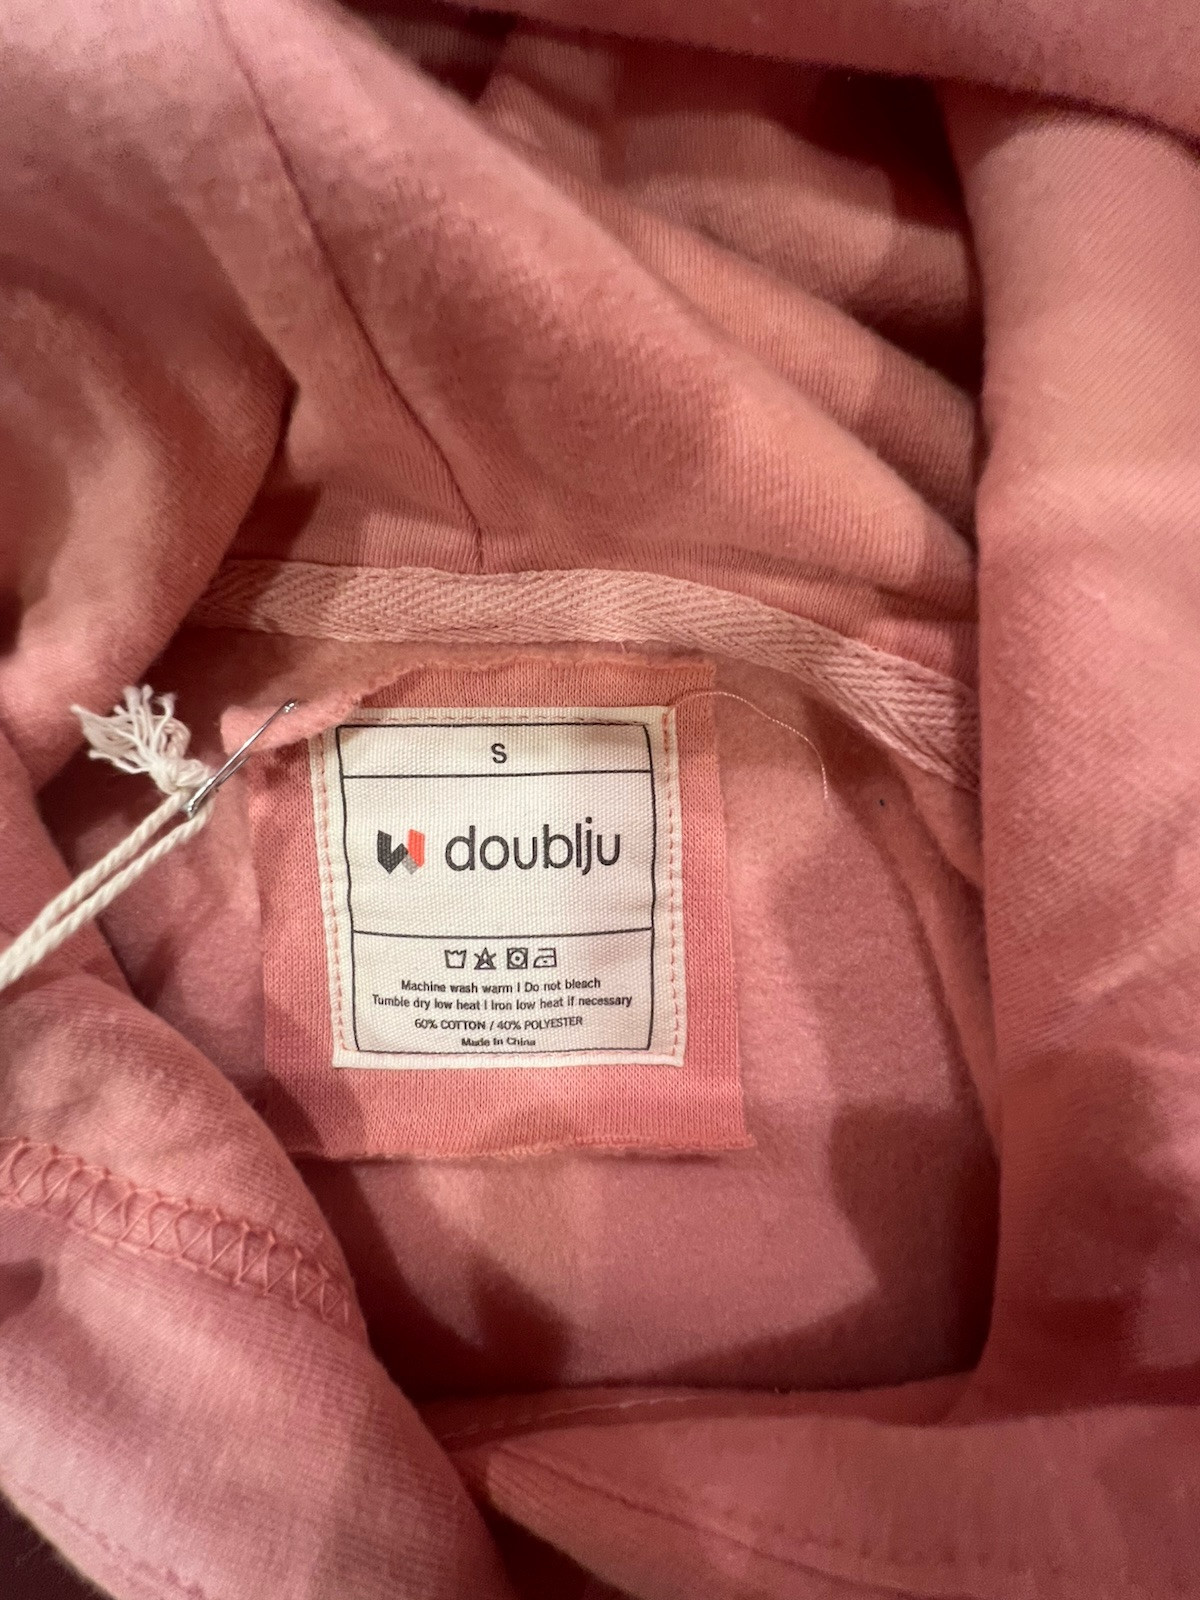 S
doublju
Machine wash warm | Do not bleach
Tumble dry low heat | Iron low heat if necessary
60% COTTON / 40% POLYESTER
Made In China